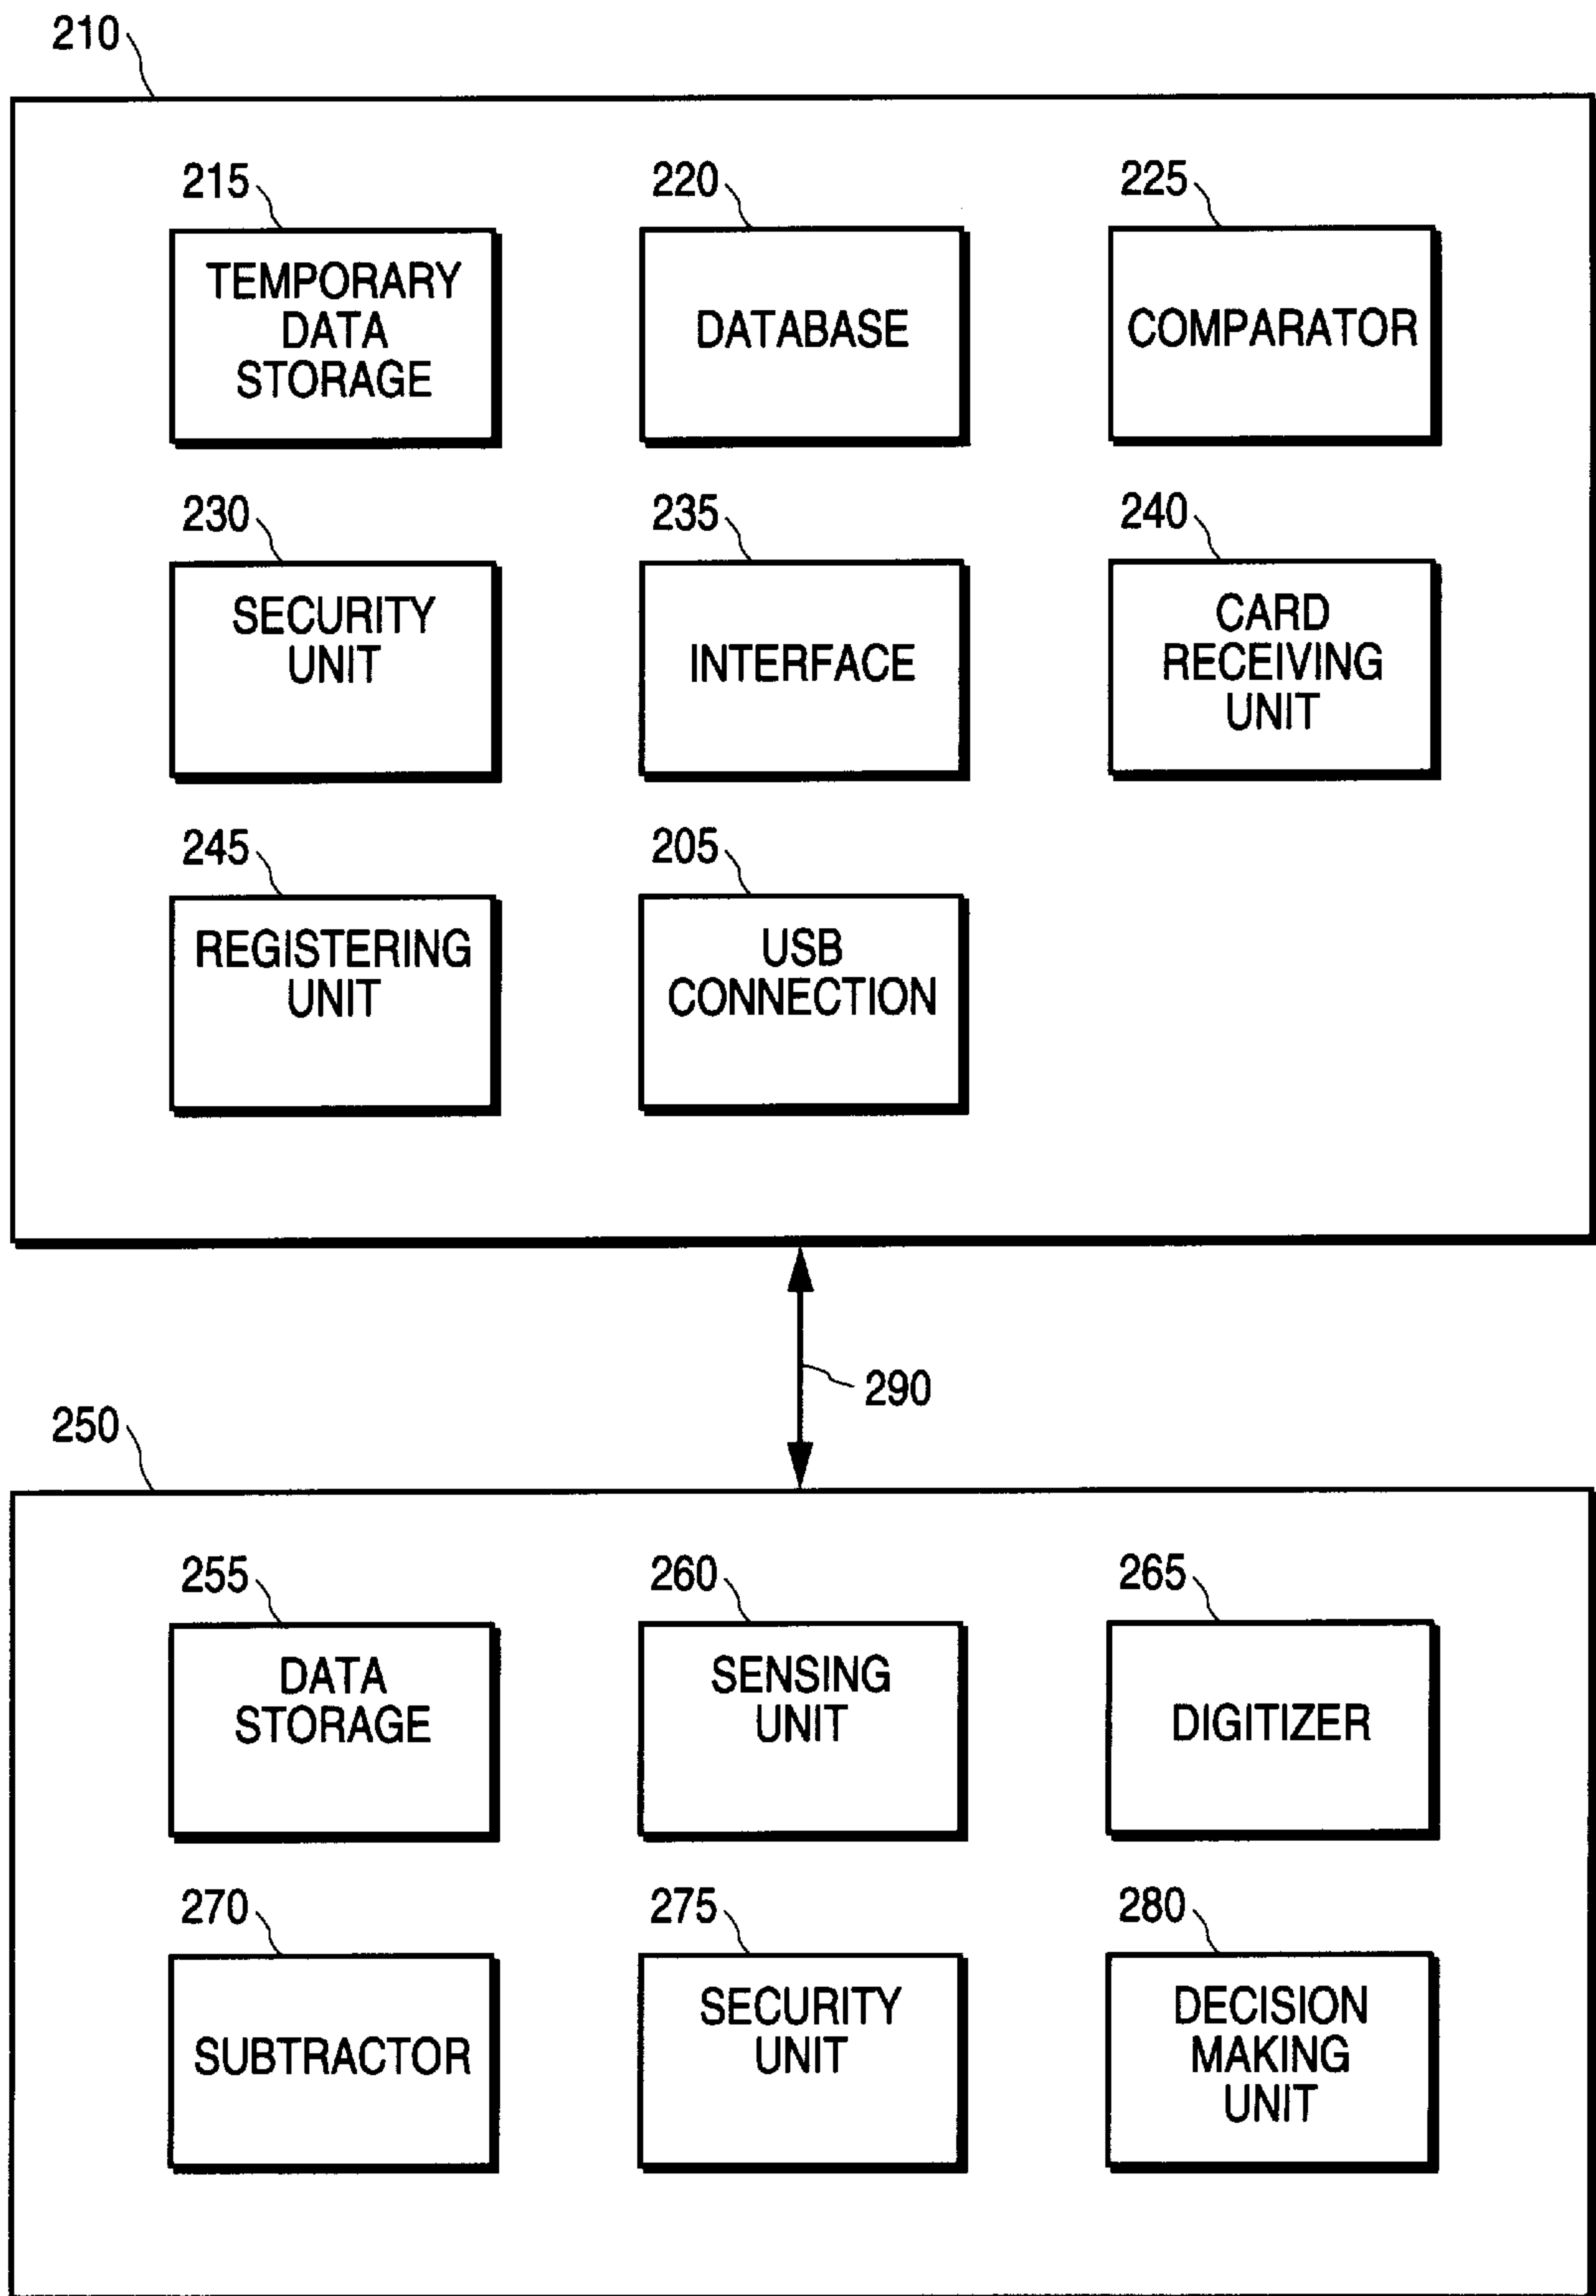 210
215
220
225
TEMPORARY
DATA
STORAGE
DATABASE
COMPARATOR
230
235
240
SECURITY
UNIT
INTERFACE
CARD
RECEIVING
UNIT
245
205
REGISTERING
UNIT
USB
CONNECTION
290
250
255
260
265
DATA
STORAGE
SENSING
UNIT
DIGITIZER
270
275
280
SUBTRACTOR
SECURITY
UNIT
DECISION
MAKING
UNIT